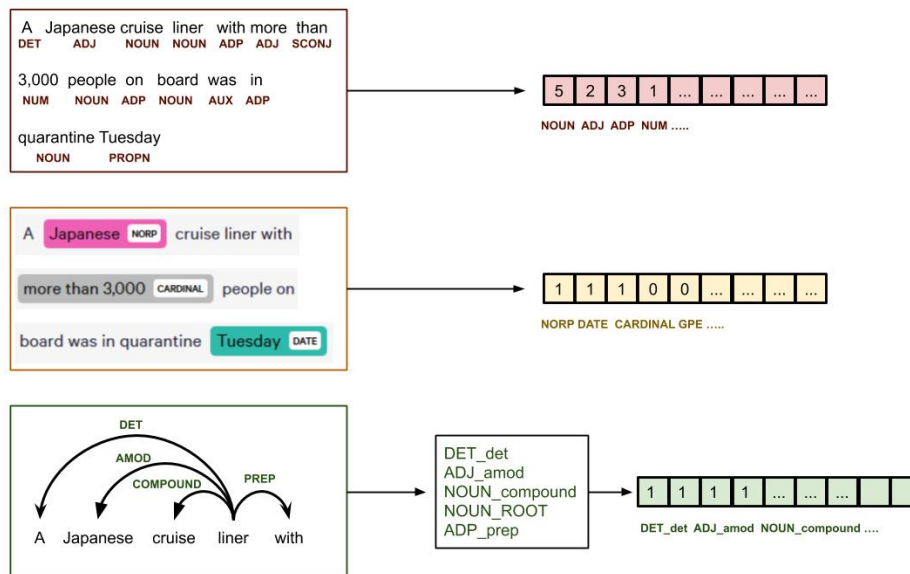 A Japanese cruise liner with more than
DET ADJ NOUN NOUN ADP ADJ SCONJ
3,000 people on board was in
NUM NOUN ADP NOUN AUX ADP
quarantine Tuesday
NOUN PROPN
5 2 3 1 ... ... ... ... ...
NOUN ADJ ADP NUM .....
A Japanese NORP cruise liner with
more than 3,000 CARDINAL people on
board was in quarantine Tuesday DATE
1 1 1 0 0 ... ... ... ...
NORP DATE CARDINAL GPE .....
DET
AMOD
COMPOUND PREP
A Japanese cruise liner with
DET_det
ADJ_amod
NOUN_compound
NOUN_ROOT
ADP_prep
1 1 1 1 ... ... ...
DET_det ADJ_amod NOUN_compound ....